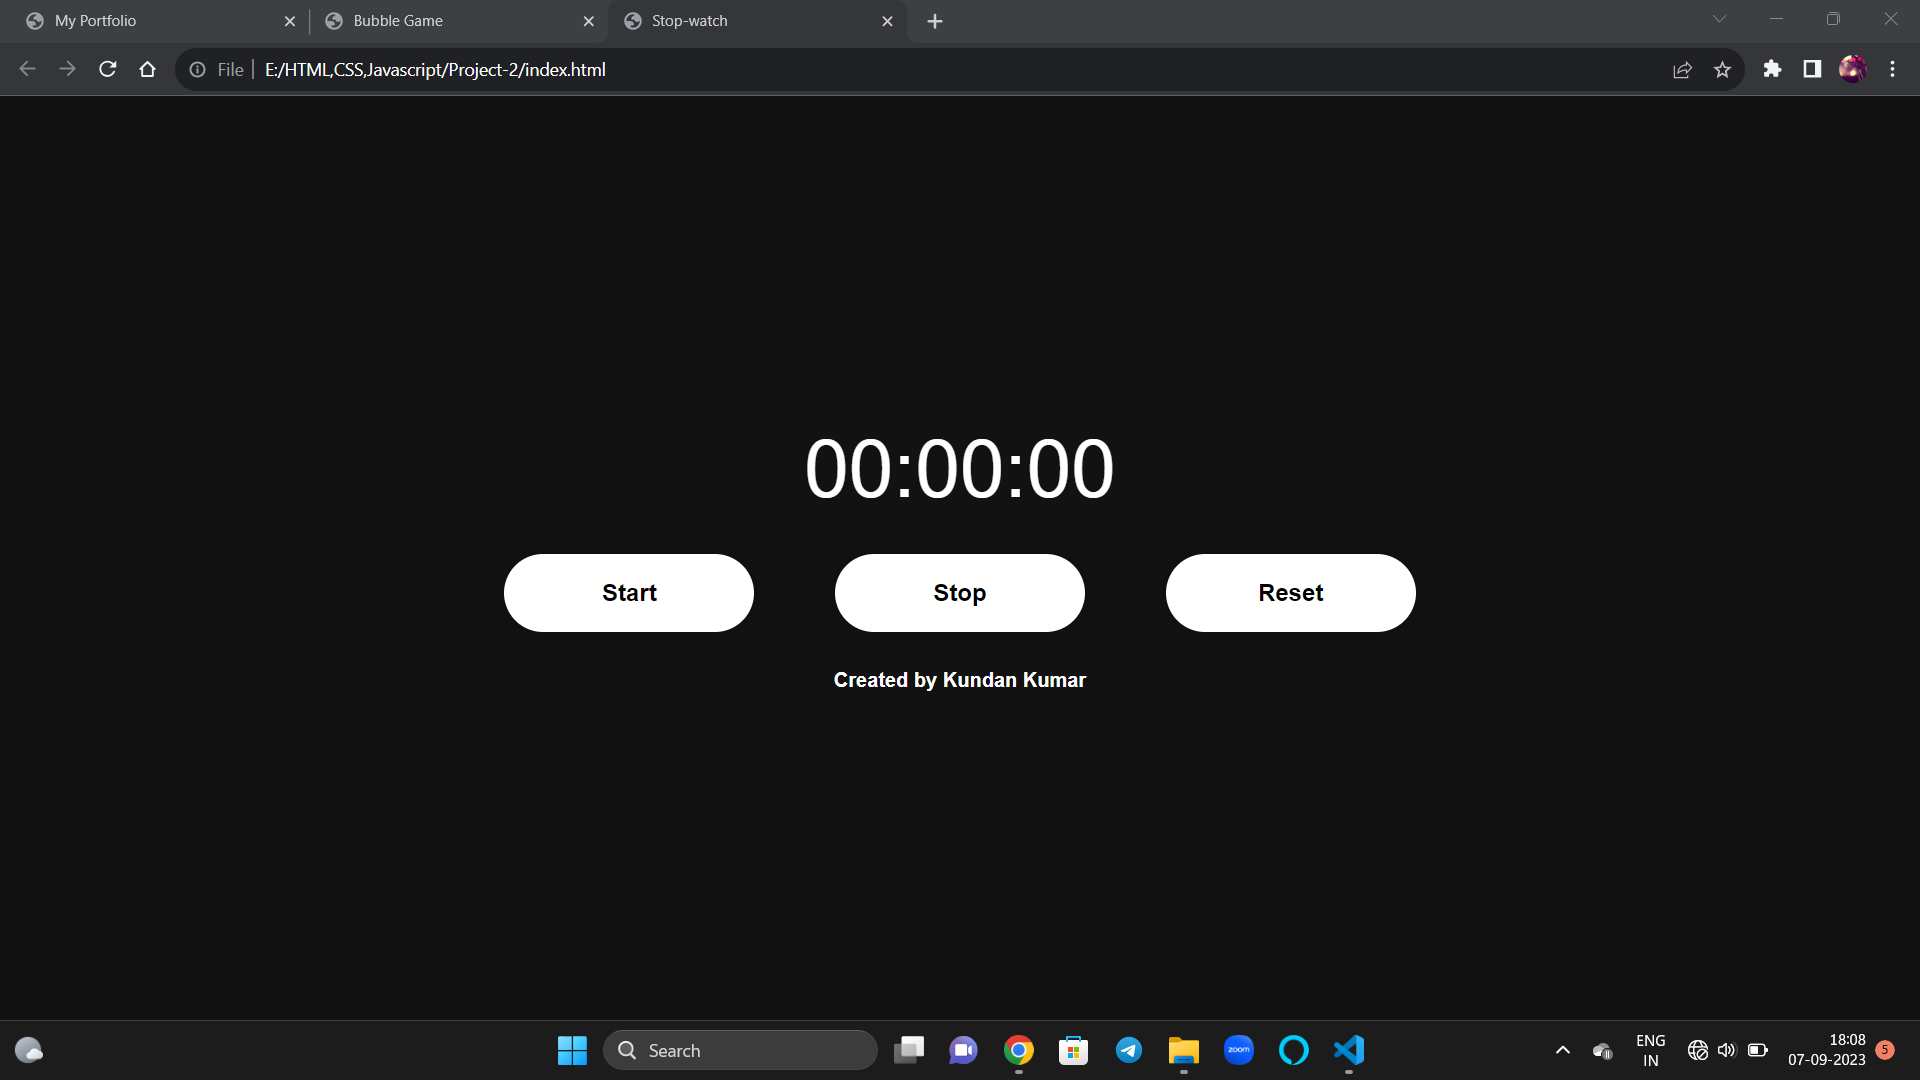 My Portfolio
Bubble Game
Stop-watch
File
E:/HTML,CSS,Javascript/Project-2/index.html
00:00:00
Start
Stop
Reset
Created by Kundan Kumar
Search
zoom
ENG
IN
18:08
07-09-2023
5